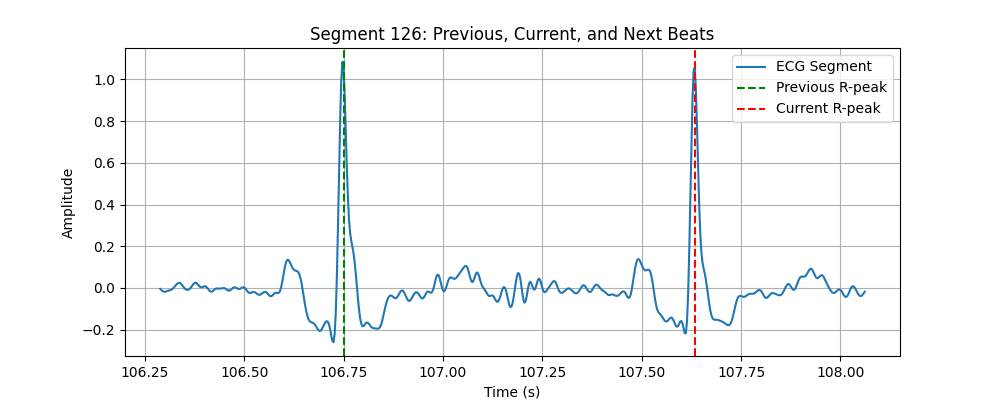 Segment 126: Previous, Current, and Next Beats
ECG Segment
Previous R-peak
Current R-peak
Amplitude
1.0
0.8
0.6
0.4
0.2
0.0
−0.2
106.25 106.50 106.75 107.00 107.25 107.50 107.75 108.00
Time (s)